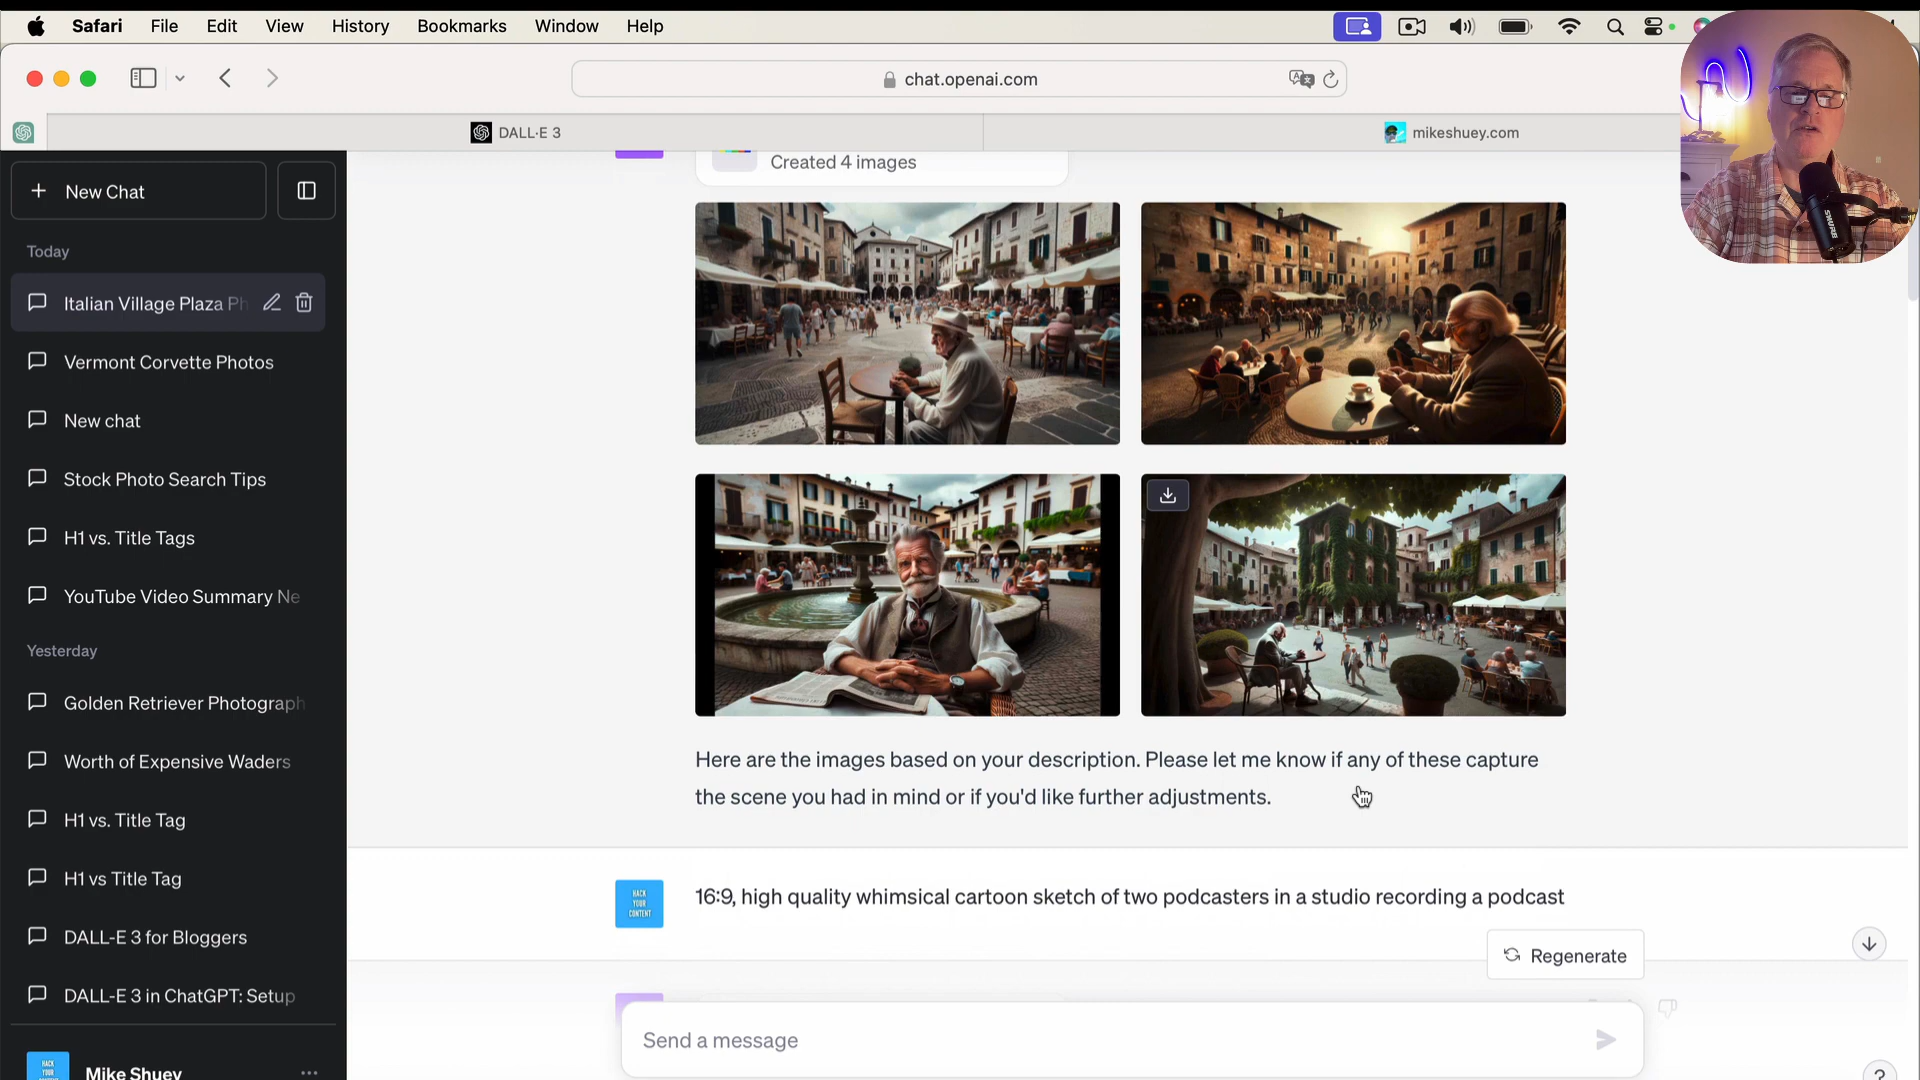 Safari File Edit View History Bookmarks Window Help
chat.openai.com
DALL·E 3
mikeshuey.com
New Chat
Created 4 images
Today
Italian Village Plaza Ph
Vermont Corvette Photos
New chat
Stock Photo Search Tips
H1 vs. Title Tags
YouTube Video Summary Ne
Yesterday
Golden Retriever Photograph
Worth of Expensive Waders
H1 vs. Title Tag
H1 vs Title Tag
DALL-E 3 for Bloggers
DALL-E 3 in ChatGPT: Setup
Mike Shuey
Here are the images based on your description. Please let me know if any of these capture
the scene you had in mind or if you'd like further adjustments.
HACK
YOUR
CONTENT
16:9, high quality whimsical cartoon sketch of two podcasters in a studio recording a podcast
Regenerate
Send a message
HACK
YOUR
SHURE
?